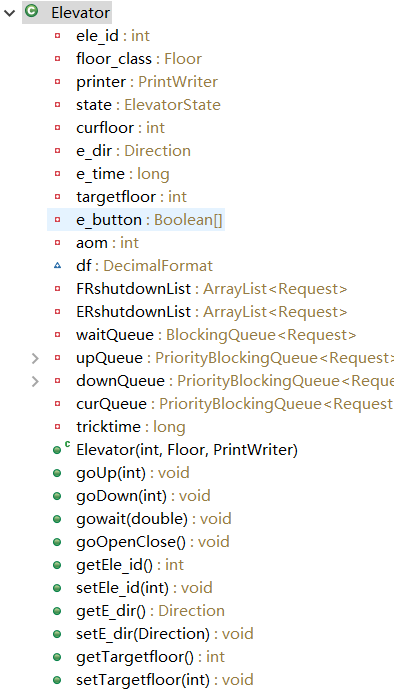 Elevator
ele_id : int
floor_class : Floor
printer : PrintWriter
state : ElevatorState
curfloor : int
e_dir : Direction
e_time : long
targetfloor : int
e_button : Boolean[]
aom : int
df : DecimalFormat
FRshutdownList : ArrayList<Request>
ERshutdownList : ArrayList<Request>
waitQueue : BlockingQueue<Request>
upQueue : PriorityBlockingQueue<Request>
downQueue : PriorityBlockingQueue<Reque
curQueue : PriorityBlockingQueue<Request
tricktime : long
Elevator(int, Floor, PrintWriter)
goUp(int) : void
goDown(int) : void
gowait(double) : void
goOpenClose() : void
getEle_id() : int
setEle_id(int) : void
getE_dir() : Direction
setE_dir(Direction) : void
getTargetfloor() : int
setTargetfloor(int) : void